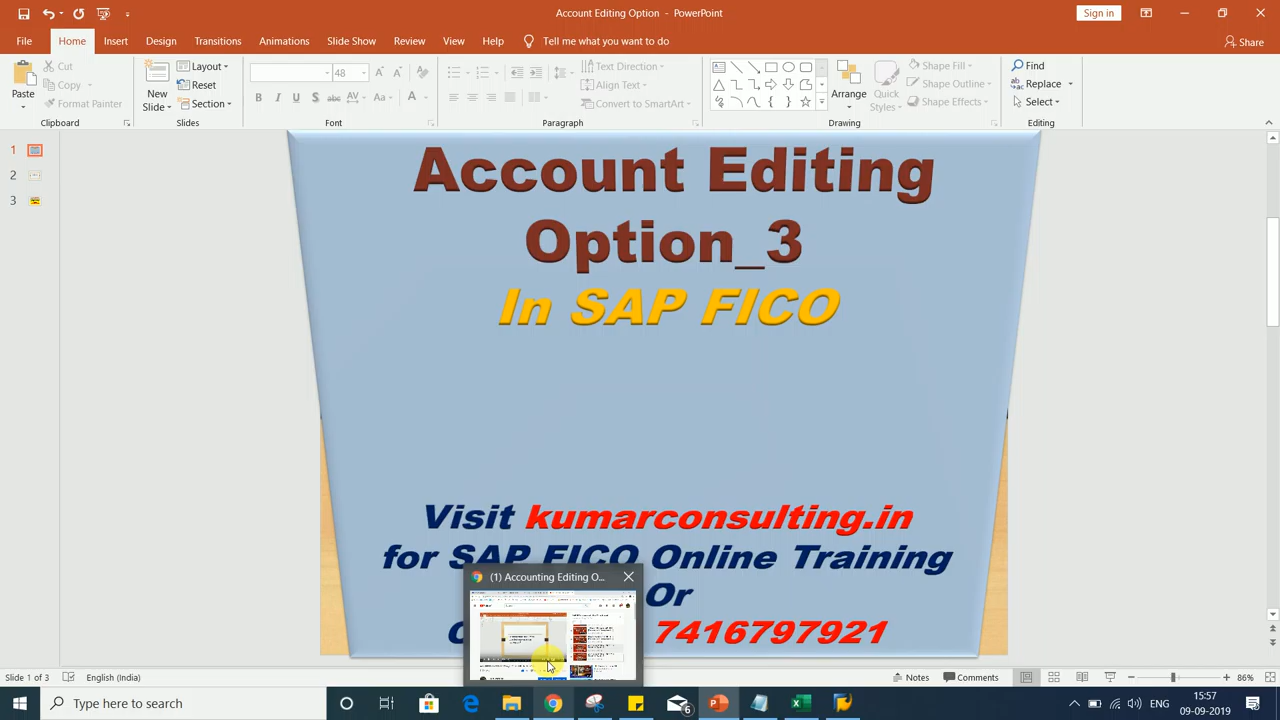 Account Editing Option - PowerPoint
Sign in
File Home Insert Design Transitions Animations Slide Show Review View Help Tell me what you want to do
Share
Paste
Cut
Copy
Format Painter
Clipboard
New
Slide
Layout
Reset
Section
Slides
48
B I U S abc AV Aa A
Font
Text Direction
Align Text
Convert to SmartArt
Paragraph
Arrange
Quick
Styles
Shape Fill
Shape Outline
Shape Effects
Drawing
Find
Replace
Select
Editing
1
2
3
Account Editing
Option_3
In SAP FICO
Visit kumarconsulting.in
for SAP FICO Online Training
Or
7416797921
(1) Accounting Editing O...
English
Notes
Comments
86%
Type here to search
6
ENG
15:57
09-09-2019